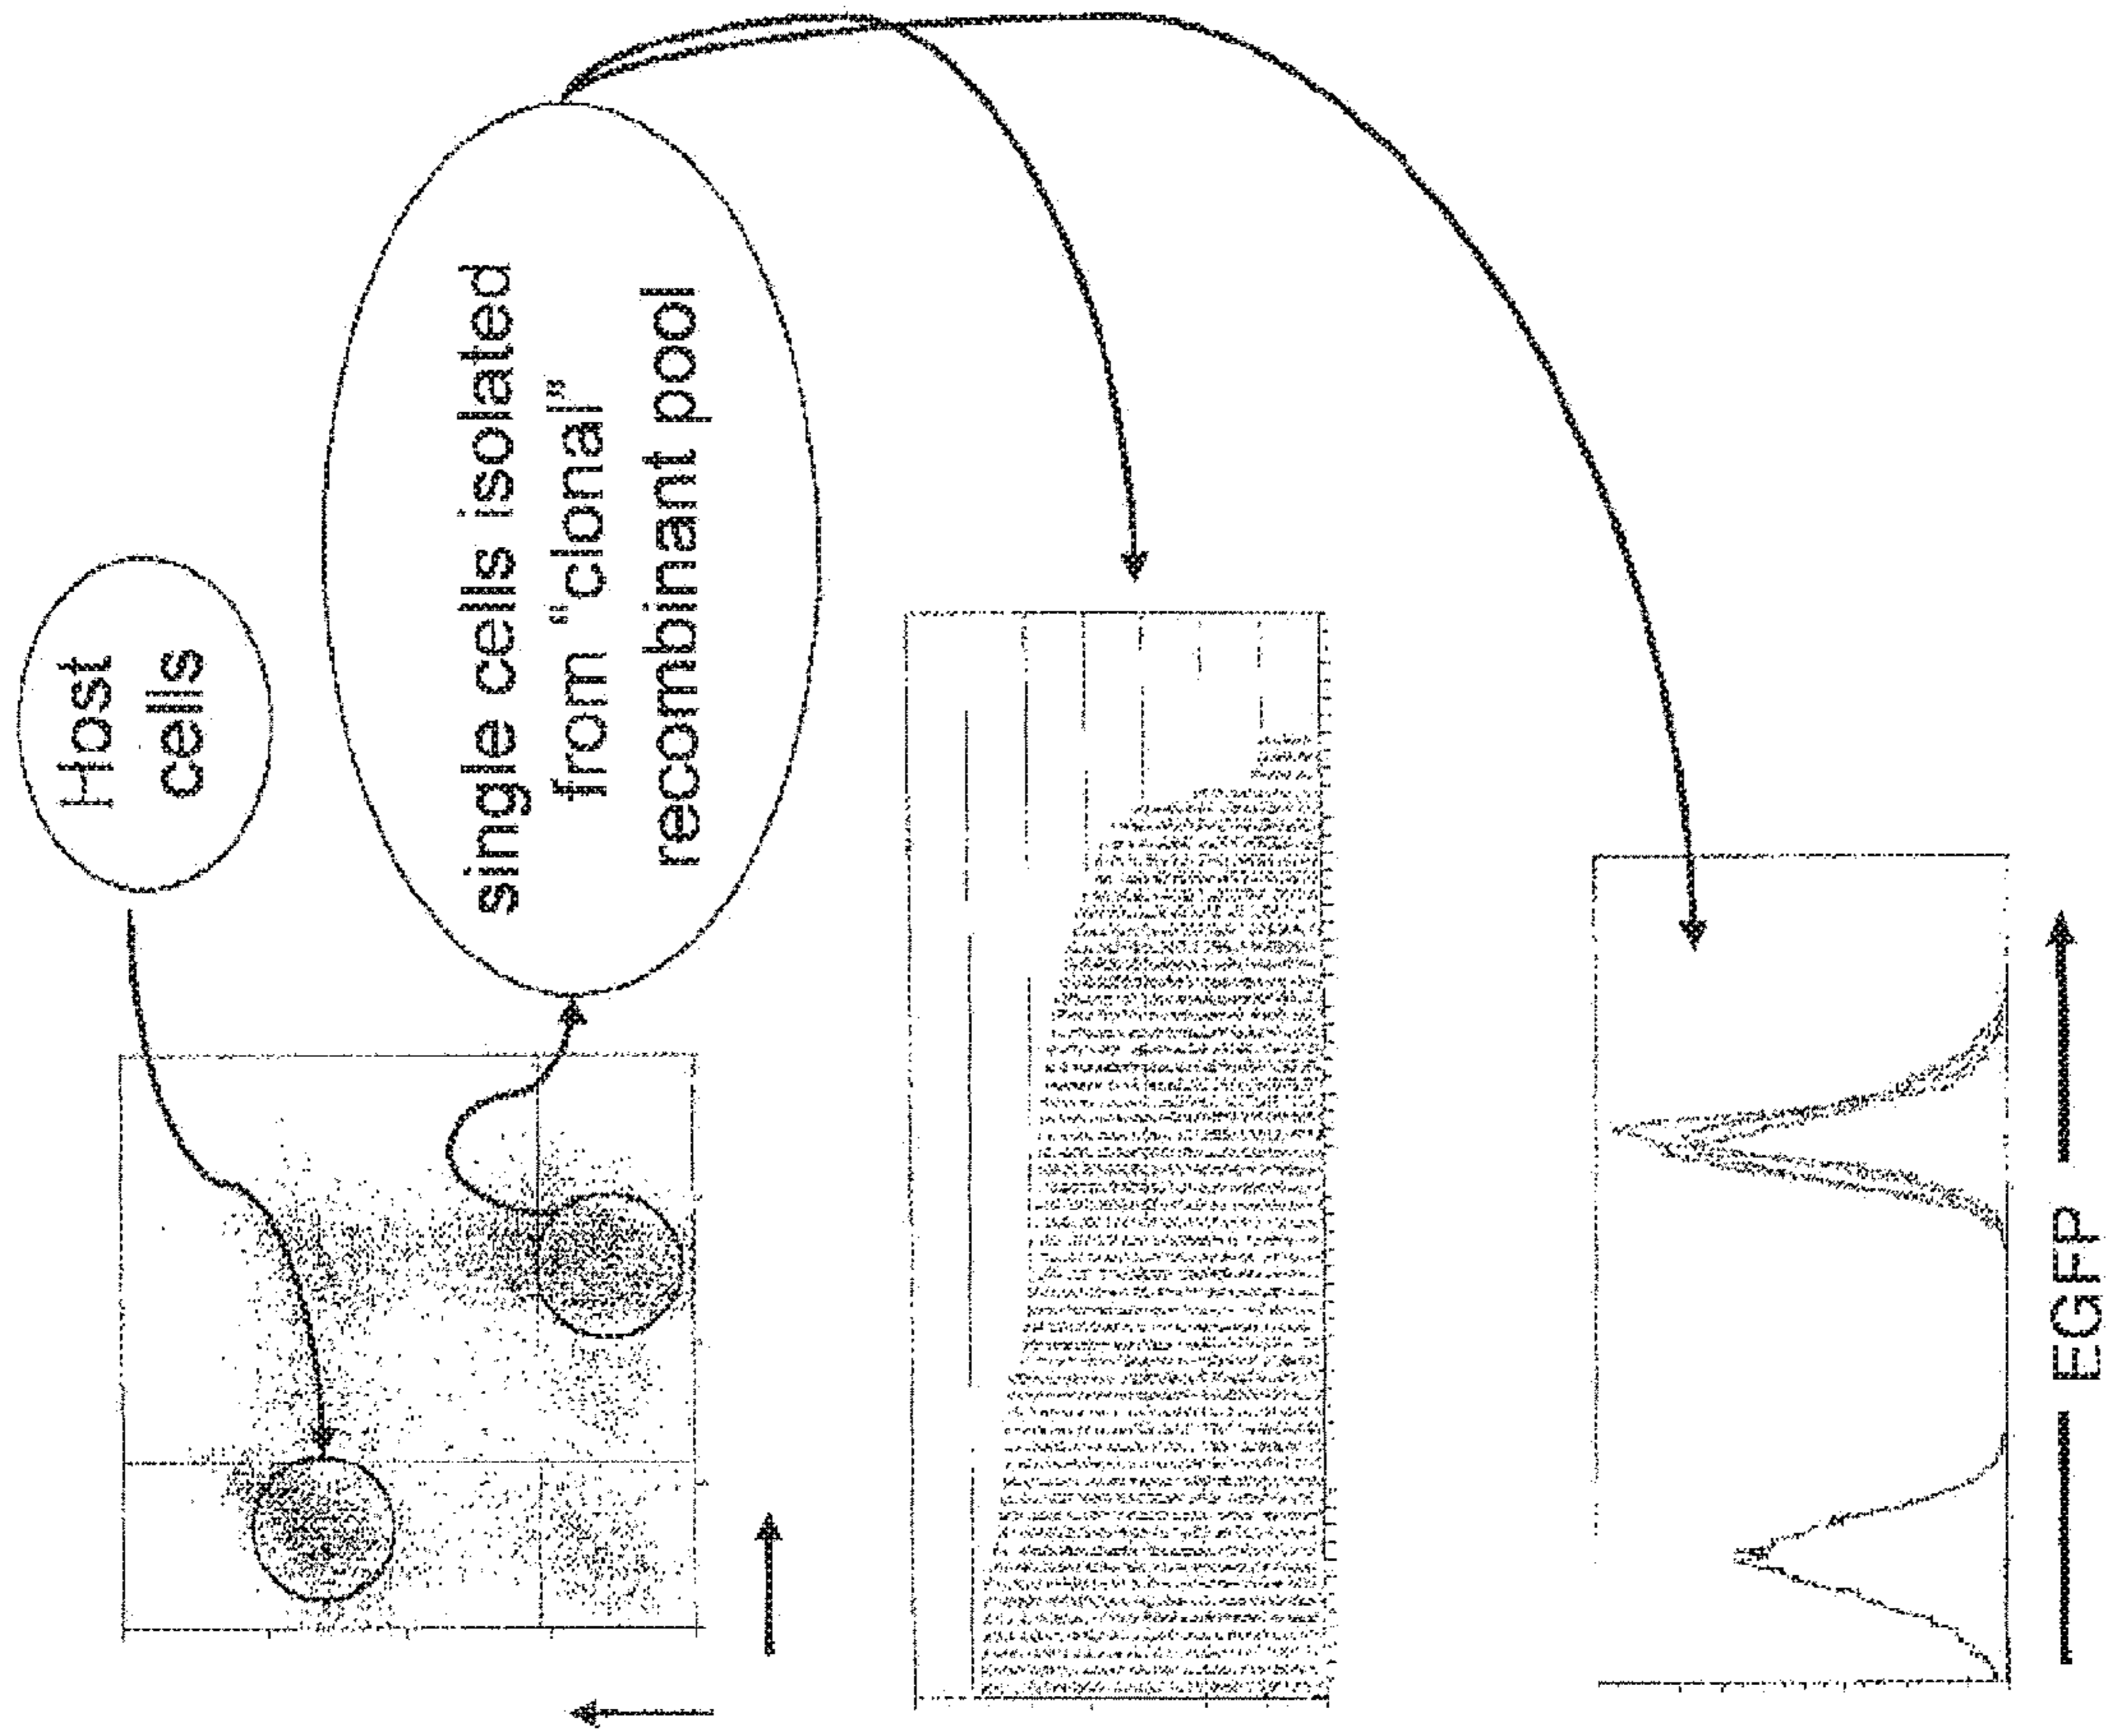 Host
cells
single cells isolated
from "clonal"
recombinant pool
EGFP